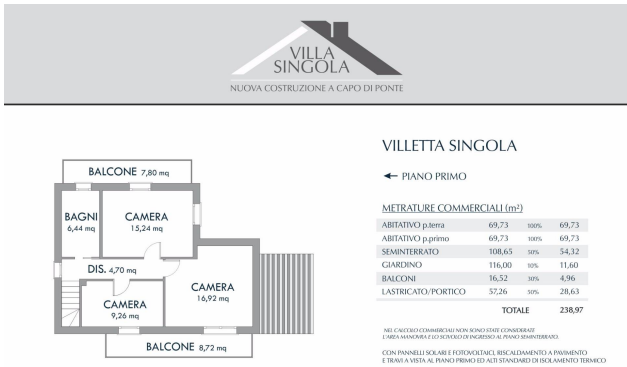 VILLA
SINGOLA
NUOVA COSTRUZIONE A CAPO DI PONTE
VILLETTA SINGOLA
← PIANO PRIMO
METRATURE COMMERCIALI (m²)
ABITATIVO p.terra 69,73 100% 69,73
ABITATIVO p.primo 69,73 100% 69,73
SEMINTERRATO 108,65 50% 54,32
GIARDINO 116,00 10% 11,60
BALCONI 16,52 30% 4,96
LASTRICATO/PORTICO 57,26 50% 28,63
TOTALE 238,97
NEL CALCOLO COMMERCIALI NON SONO STATE CONSIDERATE
L'AREA MANOVRA E LO SCIVOLO DI INGRESSO AL PIANO SEMINTERRATO.
CON PANNELLI SOLARI E FOTOVOLTAICI, RISCALDAMENTO A PAVIMENTO
E TRAVI A VISTA AL PIANO PRIMO ED ALTI STANDARD DI ISOLAMENTO TERMICO
BALCONE 7,80 mq
BAGNI
6,44 mq
CAMERA
15,24 mq
DIS. 4,70 mq
CAMERA
16,92 mq
CAMERA
9,26 mq
BALCONE 8,72 mq